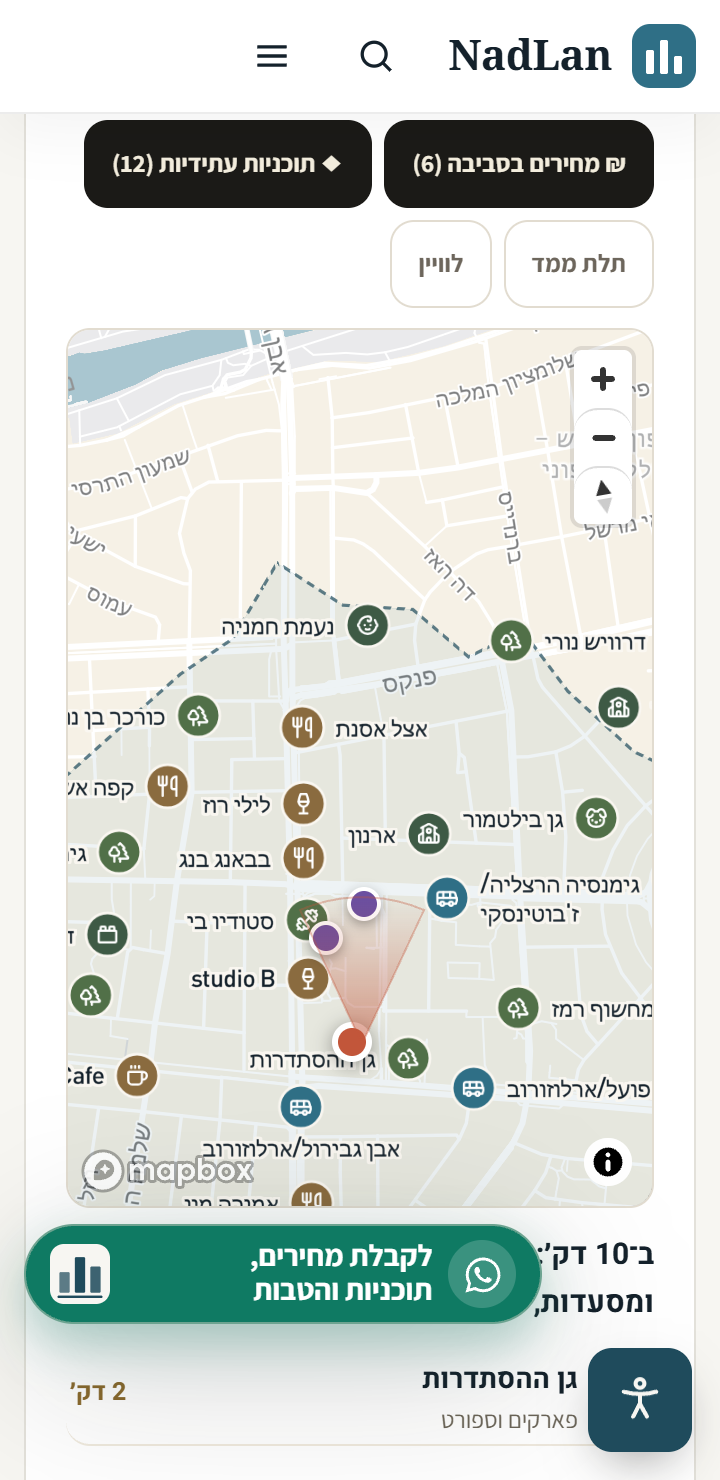 NadLan
₪ מחירים בסביבה (6)
◆ תוכניות עתידיות (12)
תלת ממד
לוויין
אבן
שלומציון המלכה
שמעון התרסי
ברנדייס
דה האז
עמוס
נעמת חמניה
דרוויש נורי
פנקס
כורכר בן
אצל אסנת
קפה
לילי רוז
גן בילטמור
ארנון
בבאנג בנג
גימנסיה הרצליה/
ז'בוטינסקי
סטודיו בי
studio B
מחשוף רמז
גן ההסתדרות
Cafe
פועל/ארלוזורוב
אבן גבירול/ארלוזורוב
mapbox
ב־10 דק׳:
ומסעדות,
לקבלת מחירים,
תוכניות והטבות
גן ההסתדרות
2 דק׳
פארקים וספורט